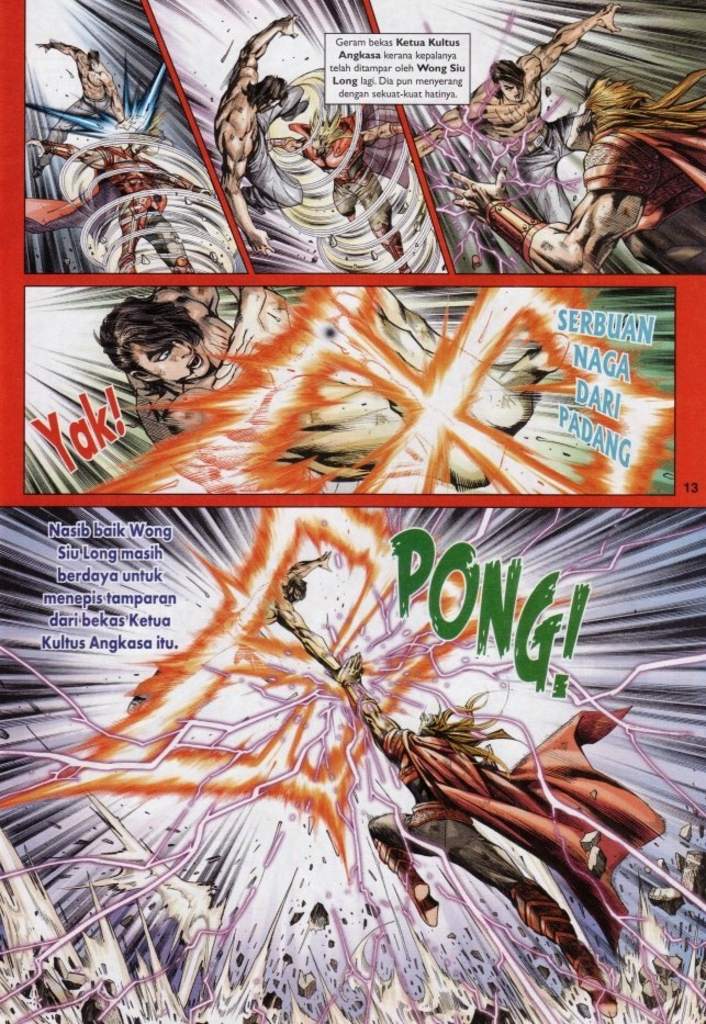 Geram bekas Ketua Kultus
Angkasa kerana kepalanya
telah ditampar oleh Wong Siu
Long lagi. Dia pun menyerang
dengan sekuat-kuat hatinya.
Yak!
SERBUAN
NAGA
DARI
PADANG
13
Nasib baik Wong
Siu Long masih
berdaya untuk
menepis tamparan
dari bekas Ketua
Kultus Angkasa itu.
PONG!